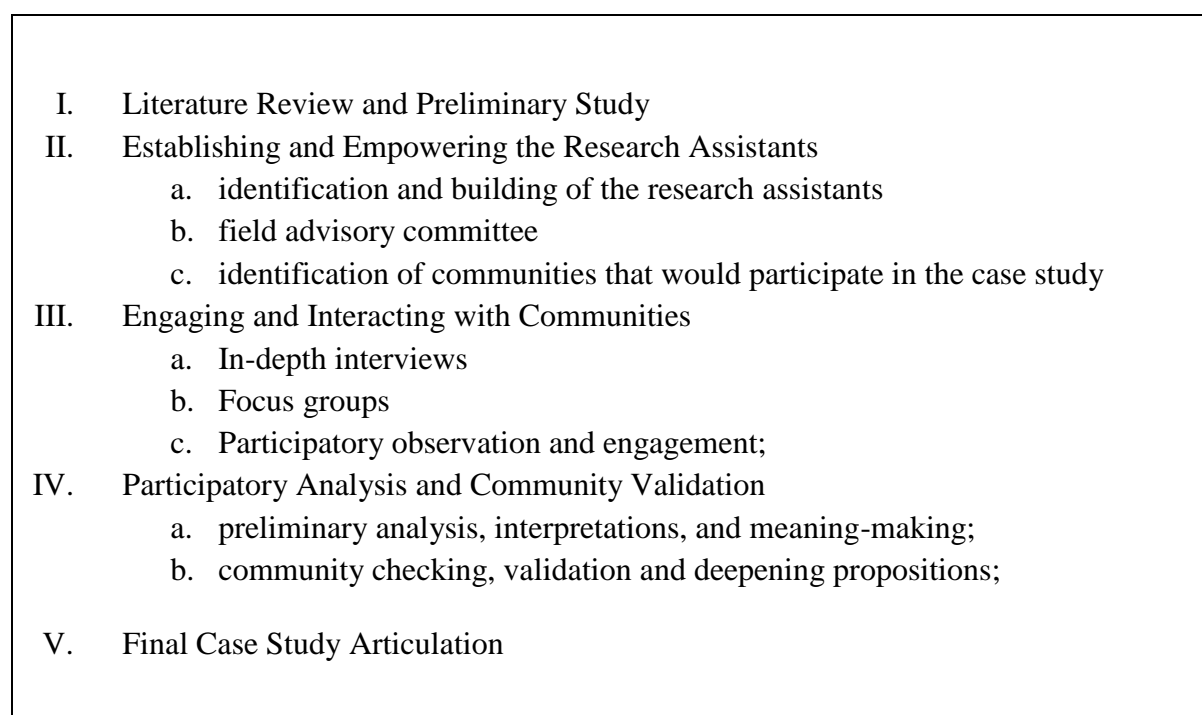 I. Literature Review and Preliminary Study
II. Establishing and Empowering the Research Assistants
a. identification and building of the research assistants
b. field advisory committee
c. identification of communities that would participate in the case study
III. Engaging and Interacting with Communities
a. In-depth interviews
b. Focus groups
c. Participatory observation and engagement;
IV. Participatory Analysis and Community Validation
a. preliminary analysis, interpretations, and meaning-making;
b. community checking, validation and deepening propositions;
V. Final Case Study Articulation